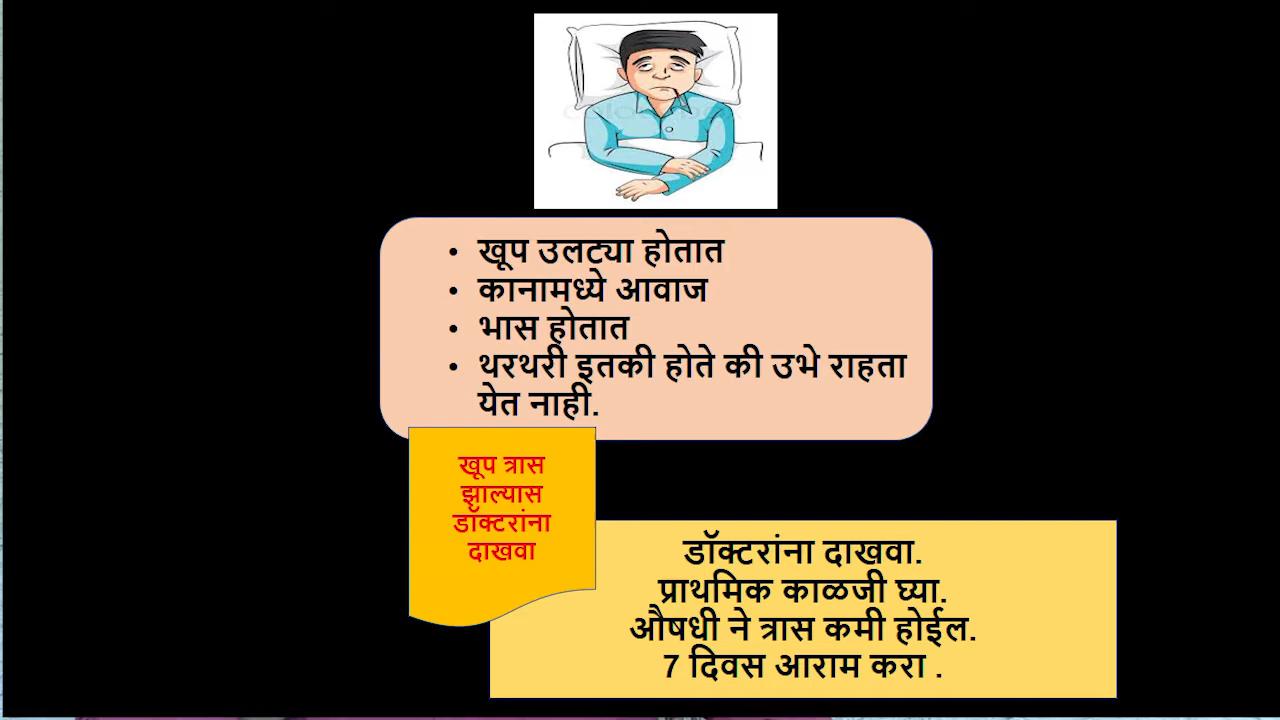 • खूप उलट्या होतात
• कानामध्ये आवाज
• भास होतात
• थरथरी इतकी होते की उभे राहता
येत नाही.
खूप त्रास
झाल्यास
डॉक्टरांना
दाखवा
डॉक्टरांना दाखवा.
प्राथमिक काळजी घ्या.
औषधी ने त्रास कमी होईल.
7 दिवस आराम करा .